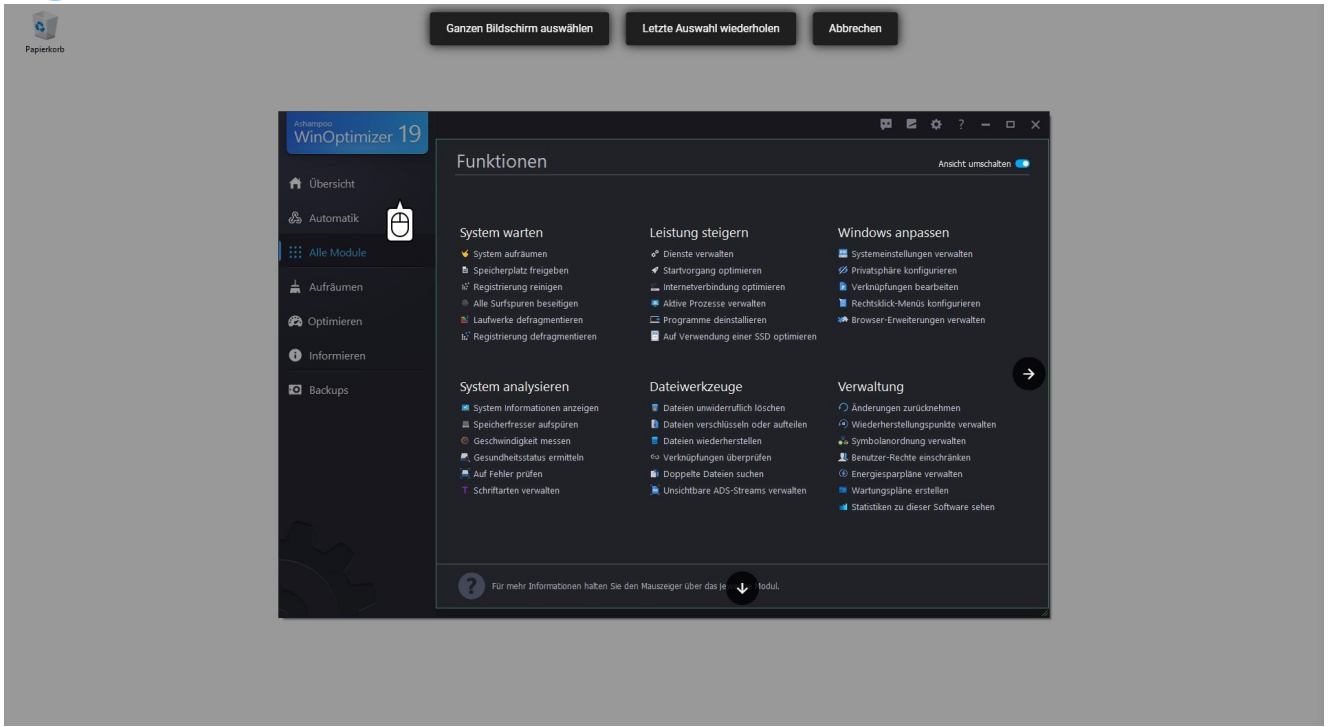 Papierkorb
Ganzen Bildschirm auswählen
Letzte Auswahl wiederholen
Abbrechen
Ashampoo
WinOptimizer 19
Übersicht
Automatik
Alle Module
Aufräumen
Optimieren
Informieren
Backups
?
Funktionen
Ansicht umschalten
System warten
System aufräumen
Speicherplatz freigeben
Registrierung reinigen
Alle Surfspuren beseitigen
Laufwerke defragmentieren
Registrierung defragmentieren
Leistung steigern
Dienste verwalten
Startvorgang optimieren
Internetverbindung optimieren
Aktive Prozesse verwalten
Programme deinstallieren
Auf Verwendung einer SSD optimieren
Windows anpassen
Systemeinstellungen verwalten
Privatsphäre konfigurieren
Verknüpfungen bearbeiten
Rechtsklick-Menüs konfigurieren
Browser-Erweiterungen verwalten
System analysieren
System Informationen anzeigen
Speicherfresser aufspüren
Geschwindigkeit messen
Gesundheitsstatus ermitteln
Auf Fehler prüfen
Schriftarten verwalten
Dateiwerkzeuge
Dateien unwiderruflich löschen
Dateien verschlüsseln oder aufteilen
Dateien wiederherstellen
Verknüpfungen überprüfen
Doppelte Dateien suchen
Unsichtbare ADS-Streams verwalten
Verwaltung
Änderungen zurücknehmen
Wiederherstellungspunkte verwalten
Symbolanordnung verwalten
Benutzer-Rechte einschränken
Energiesparpläne verwalten
Wartungspläne erstellen
Statistiken zu dieser Software sehen
? Für mehr Informationen halten Sie den Mauszeiger über das